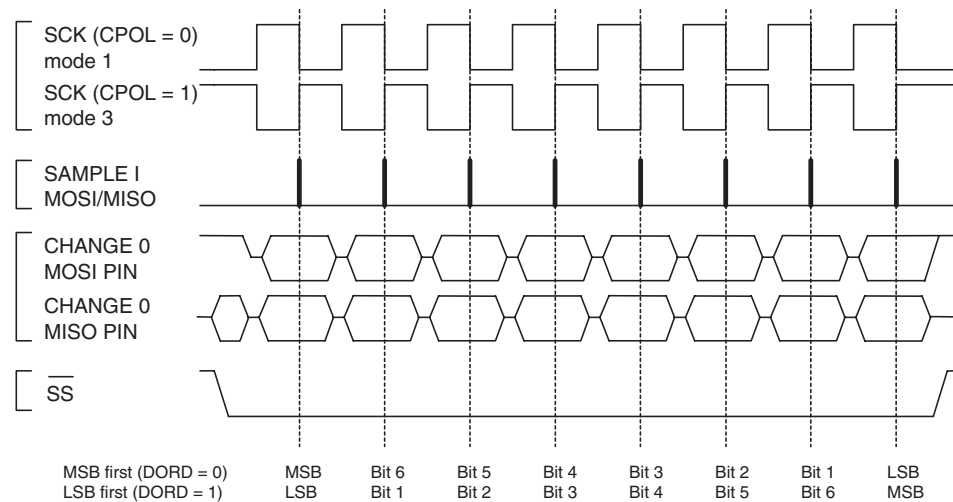 SCK (CPOL = 0)
mode 1
SCK (CPOL = 1)
mode 3
SAMPLE I
MOSI/MISO
CHANGE 0
MOSI PIN
CHANGE 0
MISO PIN
SS
MSB first (DORD = 0) MSB Bit 6 Bit 5 Bit 4 Bit 3 Bit 2 Bit 1 LSB
LSB first (DORD = 1) LSB Bit 1 Bit 2 Bit 3 Bit 4 Bit 5 Bit 6 MSB